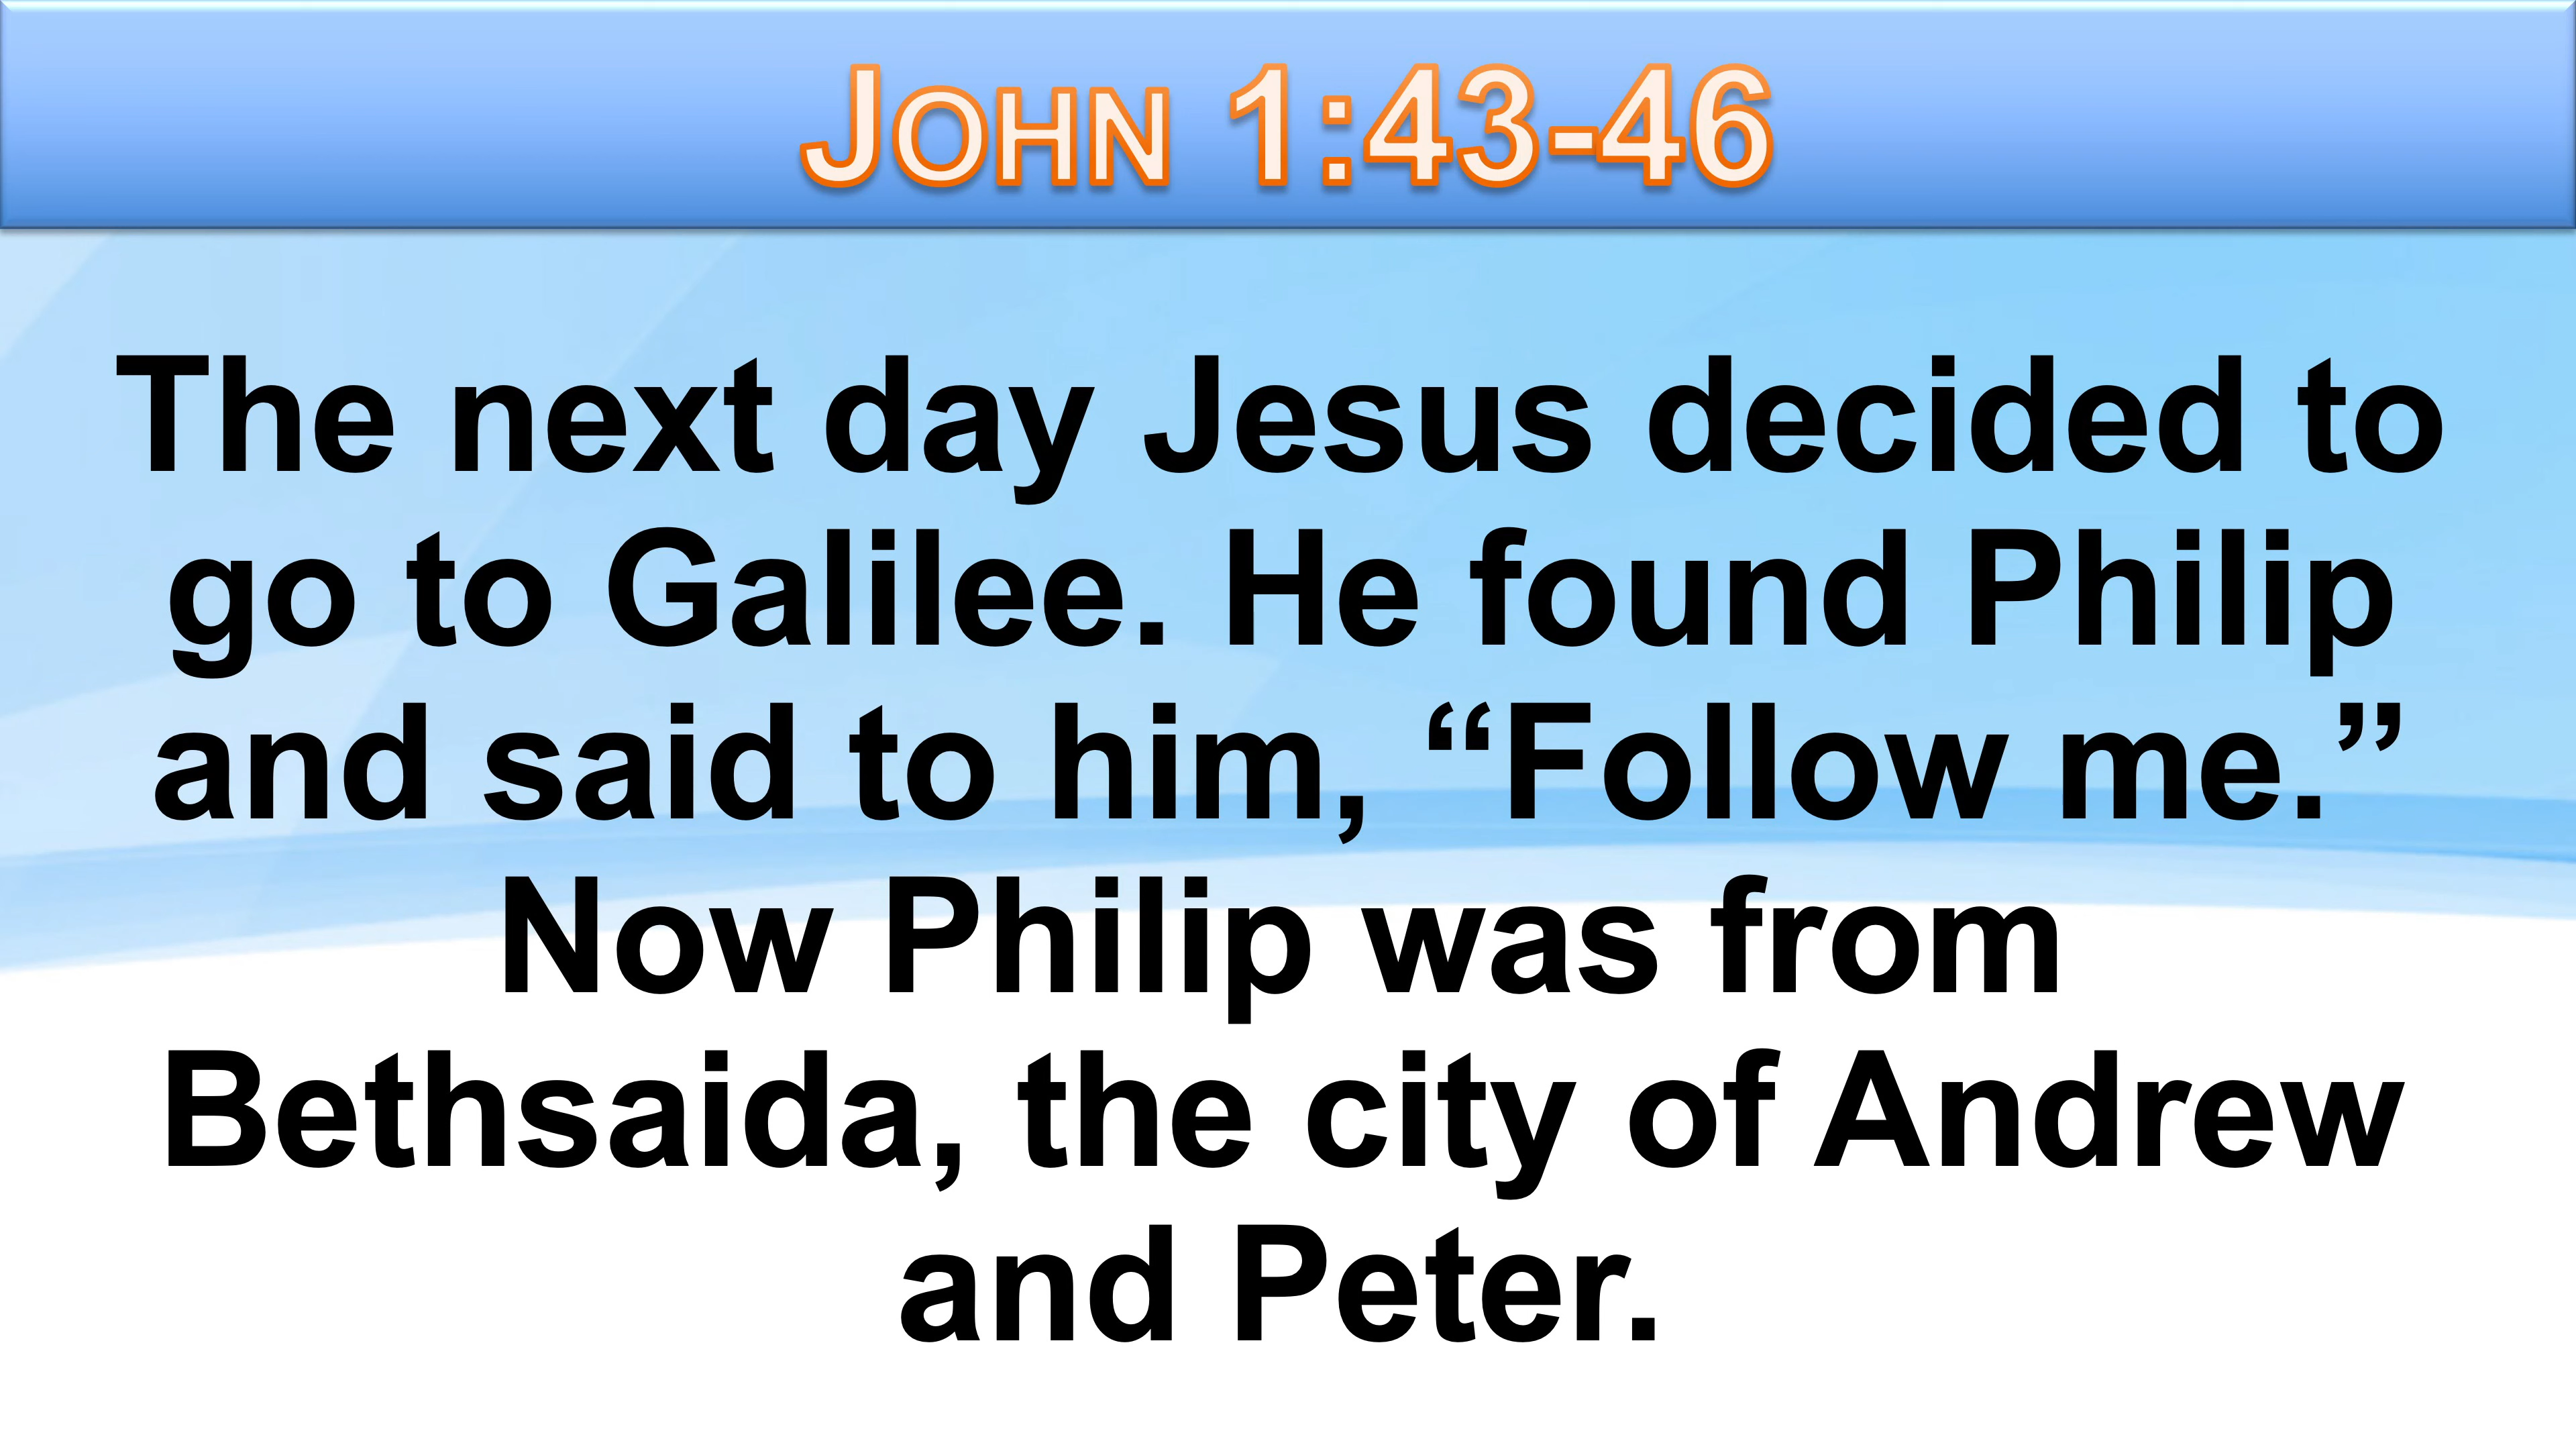 John 1:43-46
The next day Jesus decided to
go to Galilee. He found Philip
and said to him, “Follow me.”
Now Philip was from
Bethsaida, the city of Andrew
and Peter.